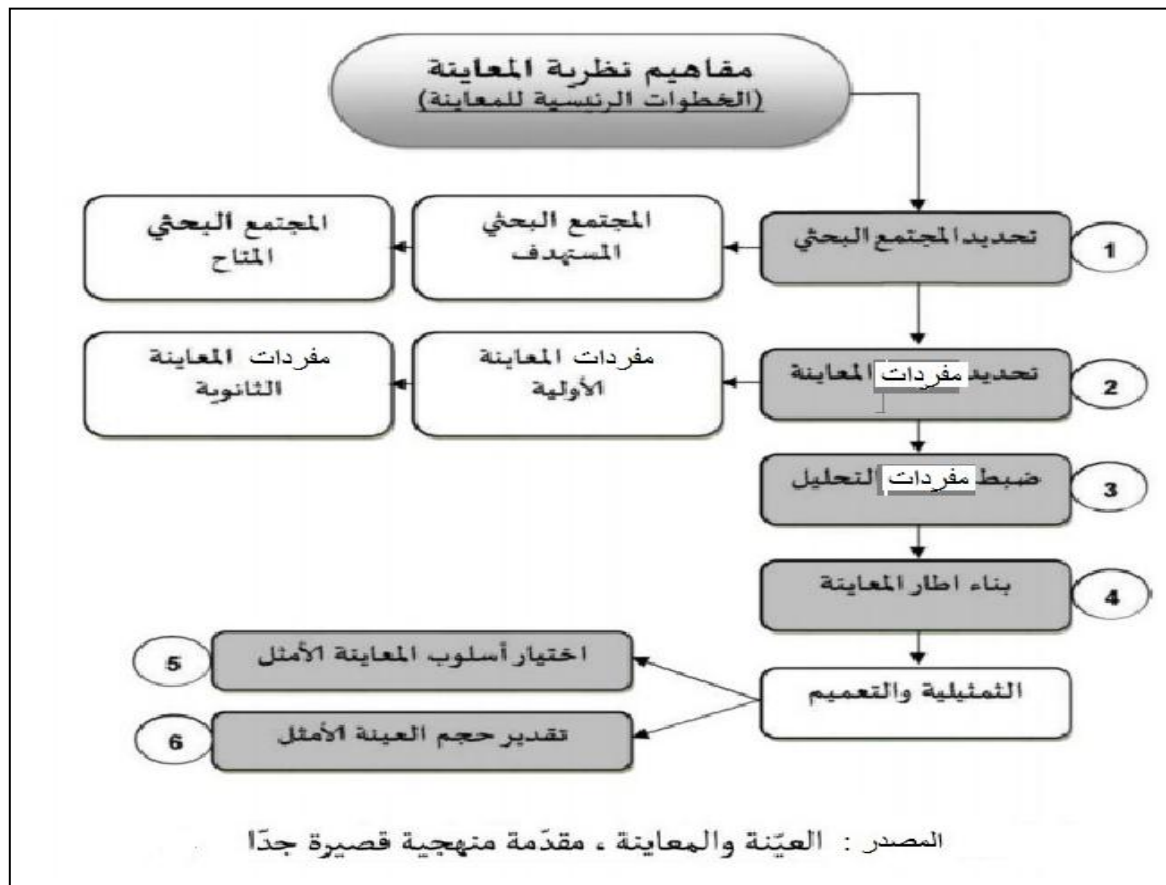 مفاهيم نظرية المعاينة
(الخطوات الرئيسية للمعاينة)
1
تحديد المجتمع البحثي
المجتمع البحثي
المستهدف
المجتمع البحثي
المتاح
2
تحديد مفردات المعاينة
مفردات المعاينة
الأولية
مفردات المعاينة
الثانوية
3
ضبط مفردات التحليل
4
بناء اطار المعاينة
التمثيلية والتعميم
اختيار أسلوب المعاينة الأمثل
5
تقدير حجم العينة الأمثل
6
المصدر : العيّنة والمعاينة ، مقدّمة منهجية قصيرة جدّا